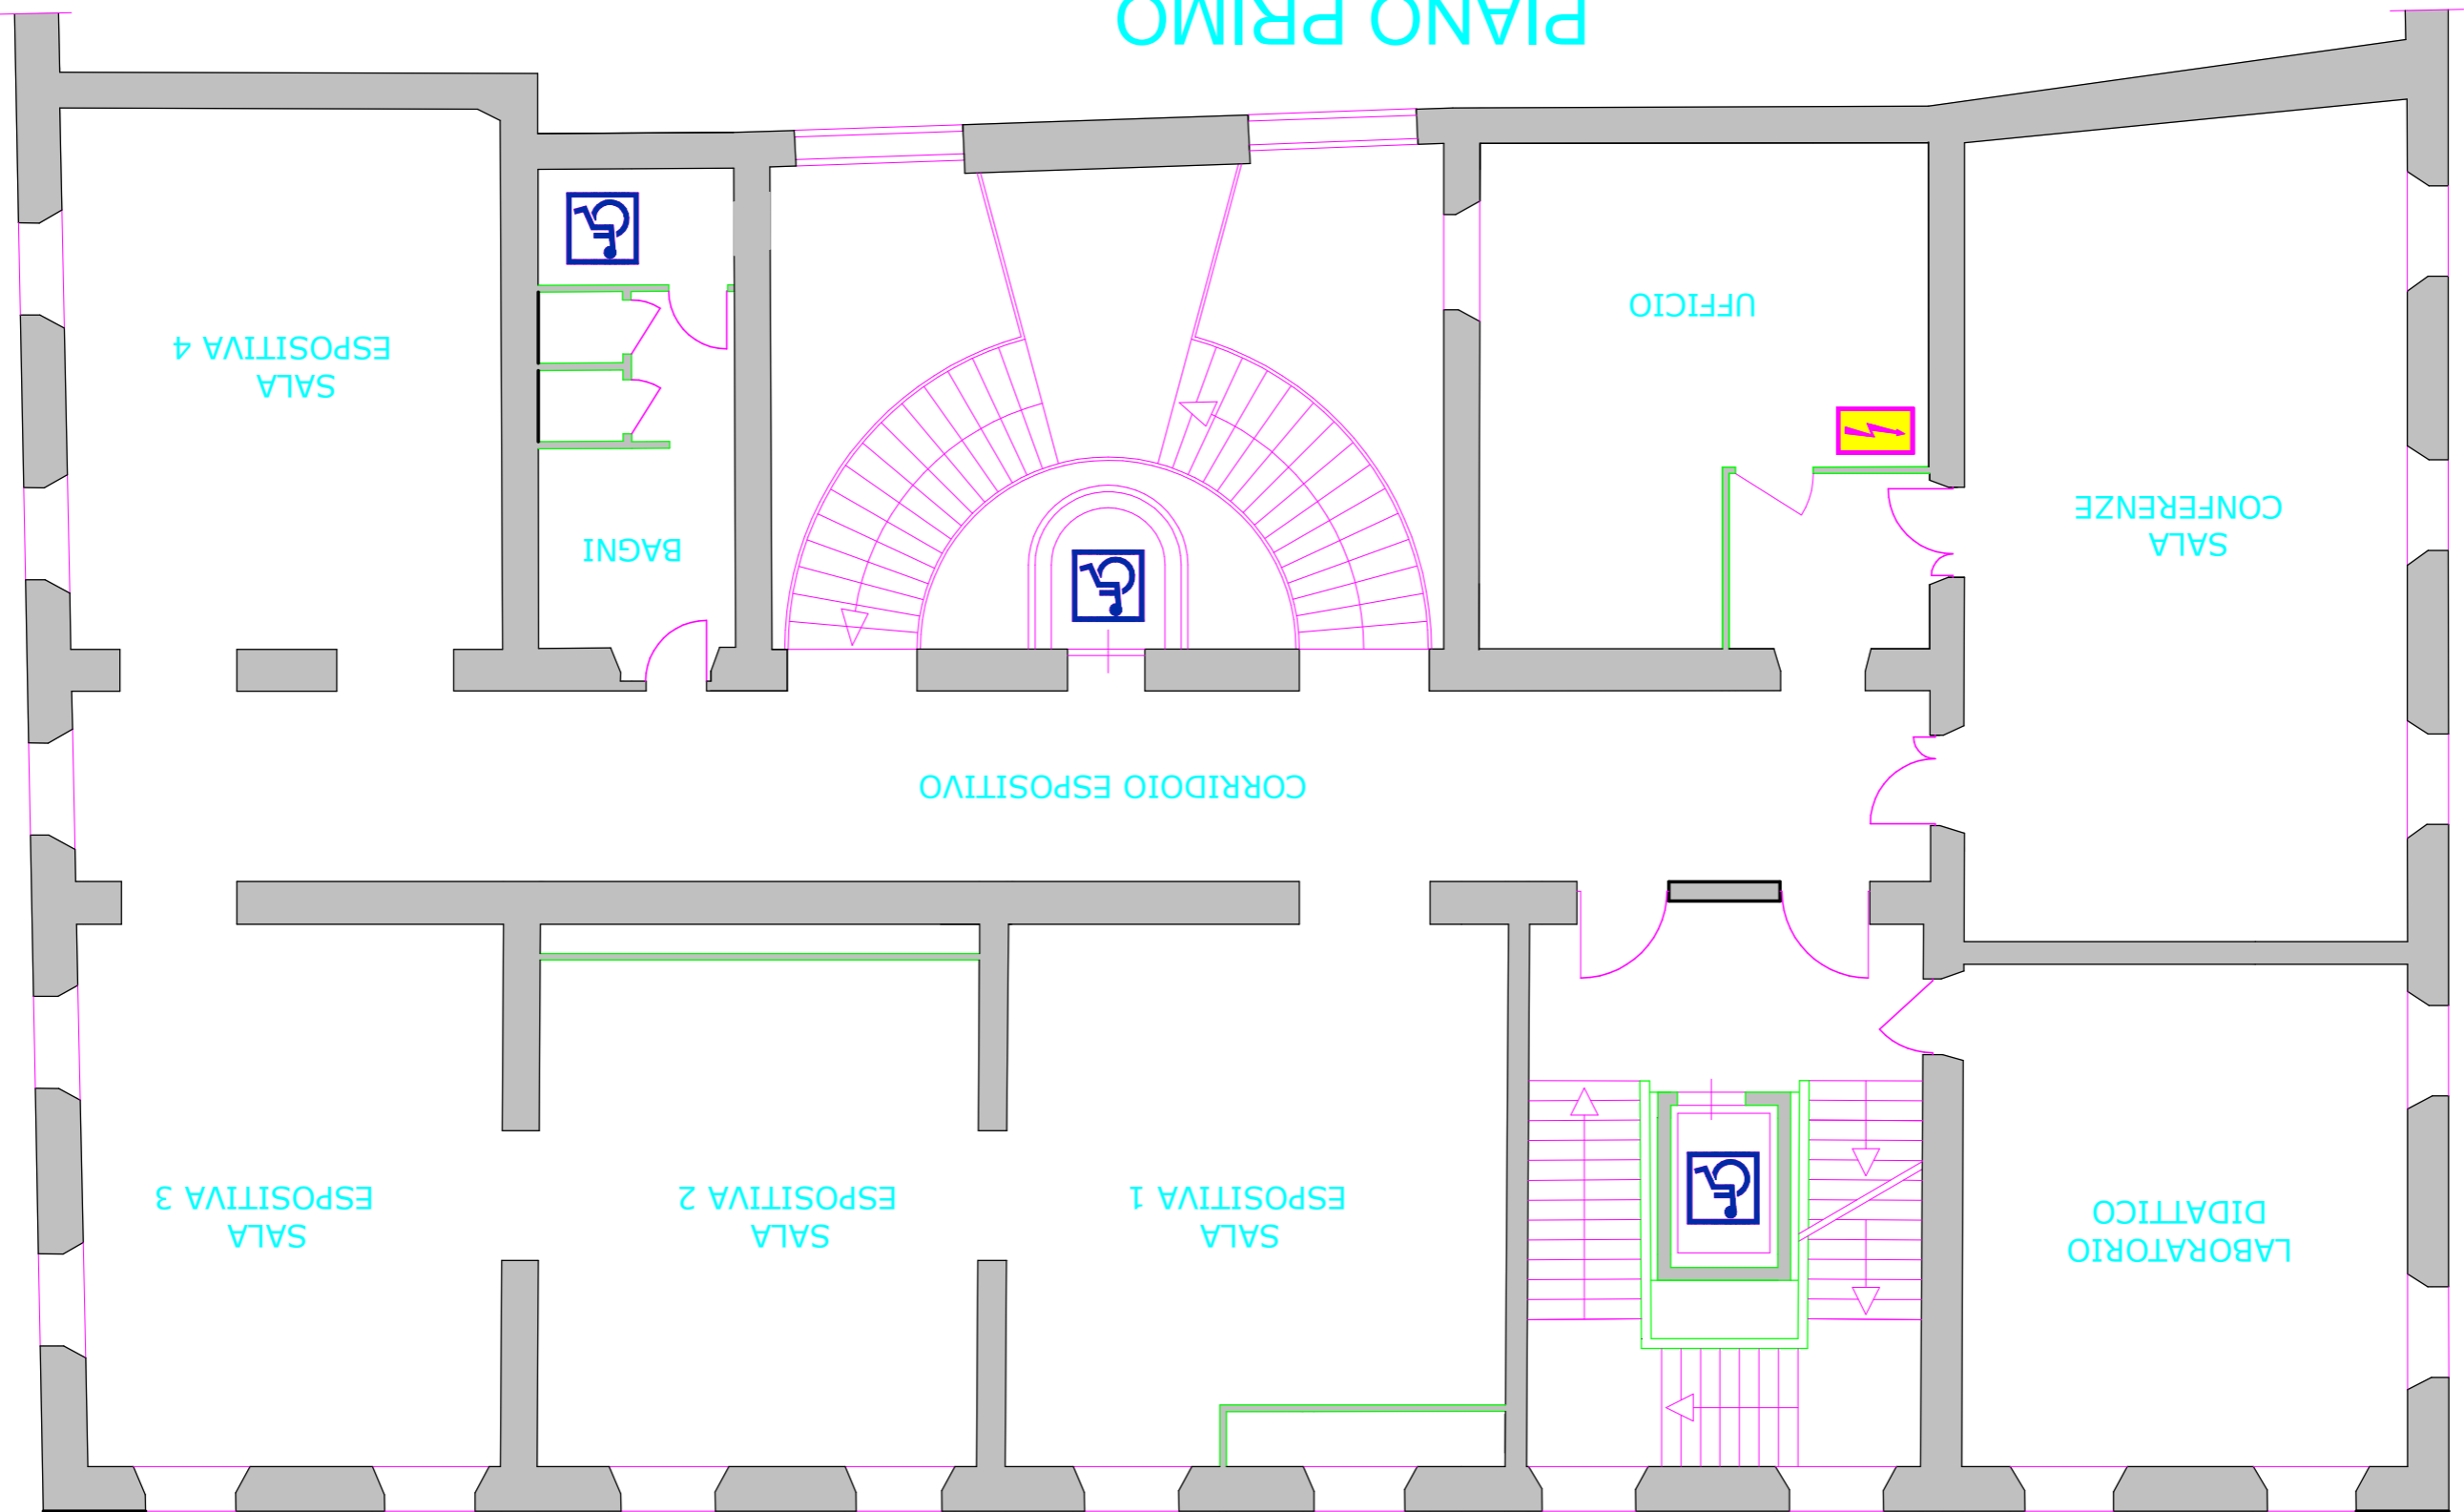 PIANO PRIMO
SALA
ESPOSITIVA 1
SALA
ESPOSITIVA 2
SALA
ESPOSITIVA 3
LABORATORIO
DIDATTICO
CORRIDOIO ESPOSITIVO
SALA
CONFERENZE
BAGNI
SALA
ESPOSITIVA 4
UFFICIO